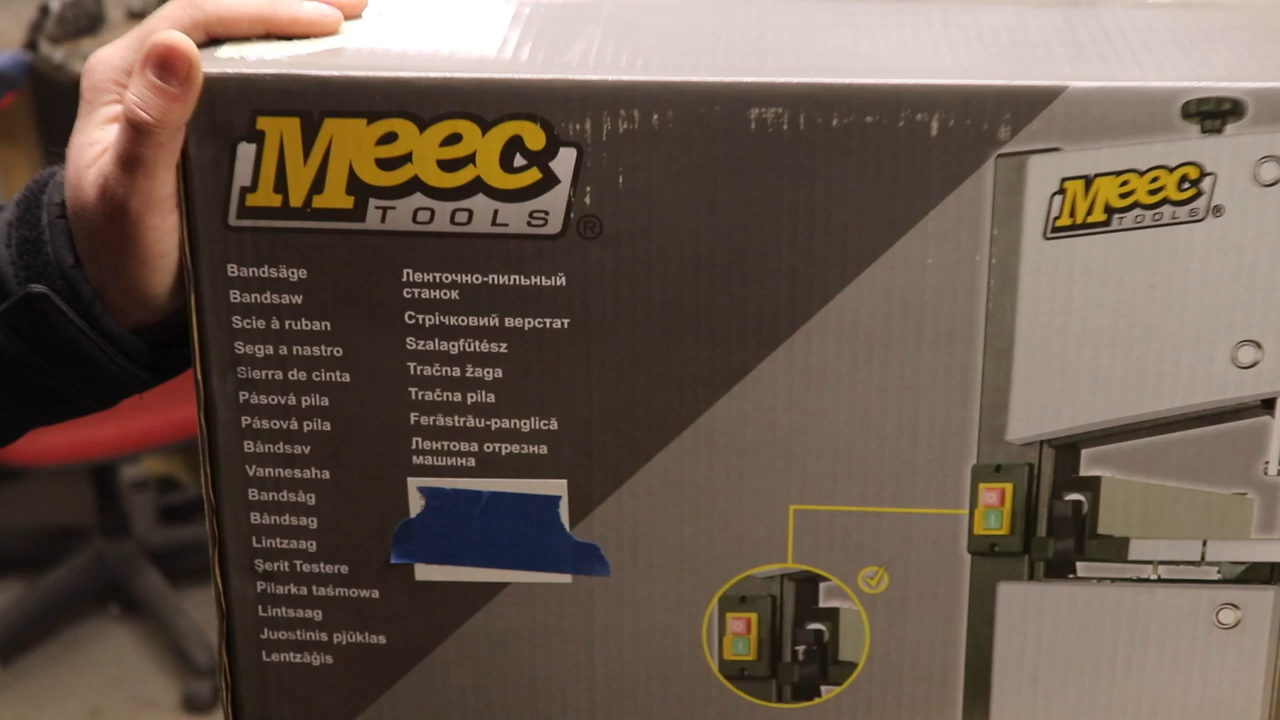 Meec
TOOLS®
Bandsäge
Bandsaw
Scie à ruban
Sega a nastro
Sierra de cinta
Pásová pila
Pásová pila
Båndsav
Vannesaha
Bandsåg
Båndsag
Lintzaag
Şerit Testere
Pilarka taśmowa
Lintsaag
Juostinis pjūklas
Lentzāģis
Ленточно-пильный
станок
Стрічковий верстат
Szalagfűtész
Tračna žaga
Tračna pila
Ferăstrău-panglică
Лентова отрезна
машина
Meec
TOOLS®